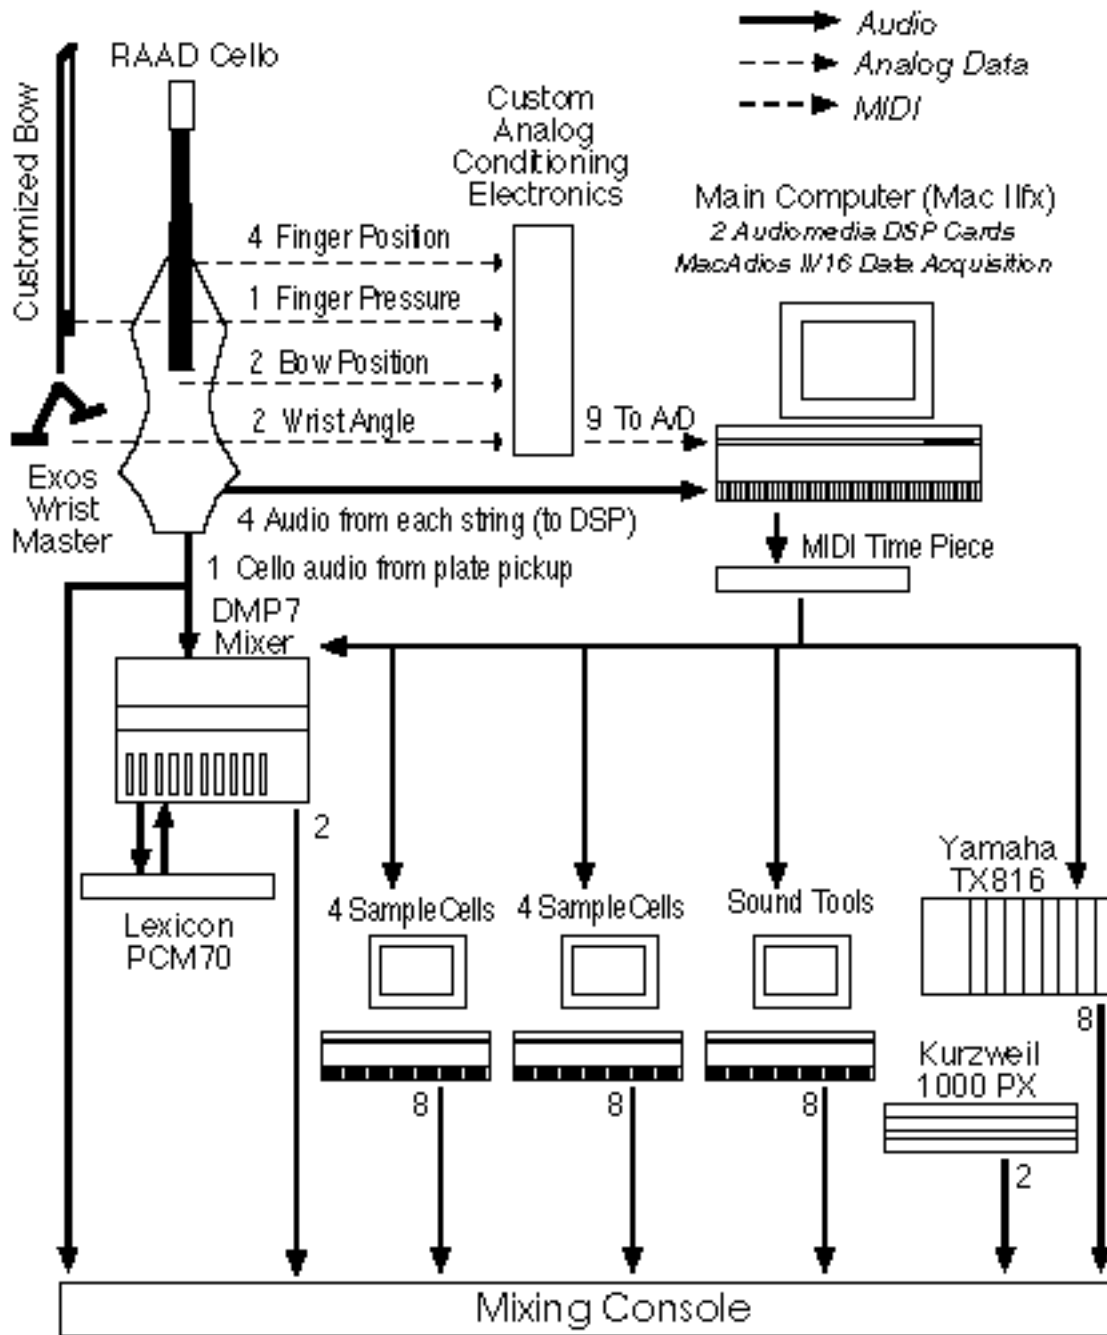 Audio
Analog Data
MIDI
RAAD Cello
Customized Bow
Custom
Analog
Conditioning
Electronics
Main Computer (Mac IIfx)
2 Audiomedia DSP Cards
MacAdios II/16 Data Acquisition
4 Finger Position
1 Finger Pressure
2 Bow Position
2 Wrist Angle
9 To A/D
Exos
Wrist
Master
4 Audio from each string (to DSP)
1 Cello audio from plate pickup
MIDI Time Piece
DMP7
Mixer
2
Lexicon
PCM70
4 SampleCells
4 SampleCells
Sound Tools
Yamaha
TX816
8
8
8
8
Kurzweil
1000 PX
2
Mixing Console